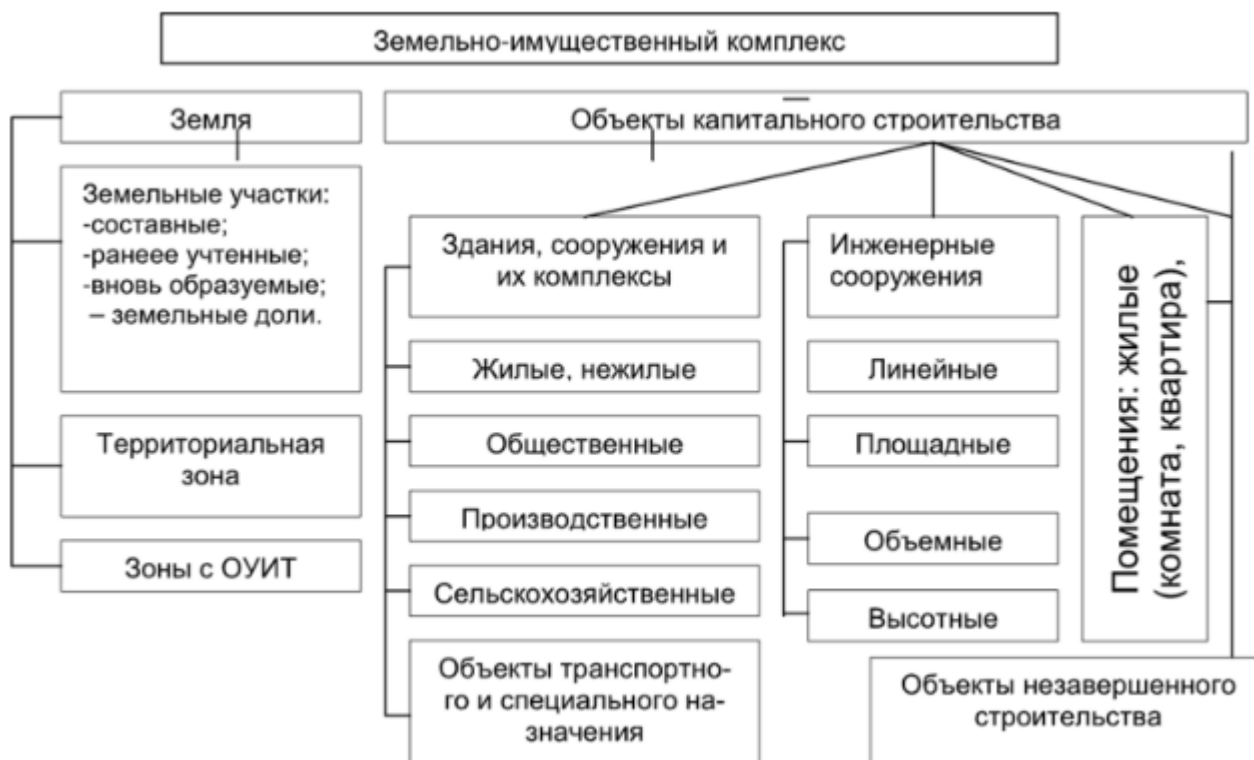 Земельно-имущественный комплекс
Земля
Объекты капитального строительства
Земельные участки:
-составные;
-ранеее учтенные;
-вновь образуемые;
– земельные доли.
Территориальная
зона
Зоны с ОУИТ
Здания, сооружения и
их комплексы
Жилые, нежилые
Общественные
Производственные
Сельскохозяйственные
Объекты транспортно-
го и специального на-
значения
Инженерные
сооружения
Линейные
Площадные
Объемные
Высотные
Помещения: жилые
(комната, квартира),
Объекты незавершенного
строительства